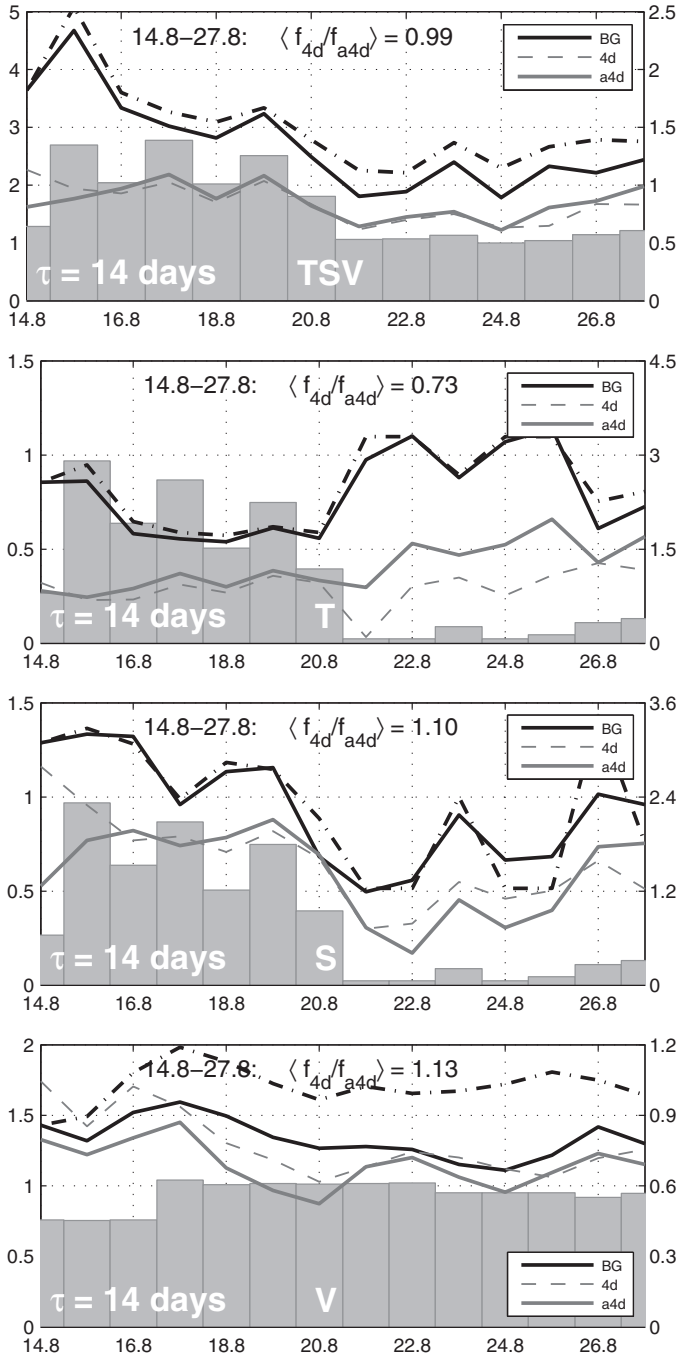 5 2.5
14.8–27.8: ⟨ f4d/fa4d⟩ = 0.99
BG
4d
a4d
4 2
3 1.5
2 1
1 0.5
τ = 14 days TSV
0 0
14.8 16.8 18.8 20.8 22.8 24.8 26.8
1.5 4.5
14.8–27.8: ⟨ f4d/fa4d⟩ = 0.73
BG
4d
a4d
1 3
0.5 1.5
τ = 14 days T
0 0
14.8 16.8 18.8 20.8 22.8 24.8 26.8
1.5 3.6
14.8–27.8: ⟨ f4d/fa4d⟩ = 1.10
BG
4d
a4d
1 2.4
0.5 1.2
τ = 14 days S
0 0
14.8 16.8 18.8 20.8 22.8 24.8 26.8
2 1.2
14.8–27.8: ⟨ f4d/fa4d⟩ = 1.13
1.5 0.9
1 0.6
0.5 0.3
BG
4d
a4d
τ = 14 days V
0 0
14.8 16.8 18.8 20.8 22.8 24.8 26.8